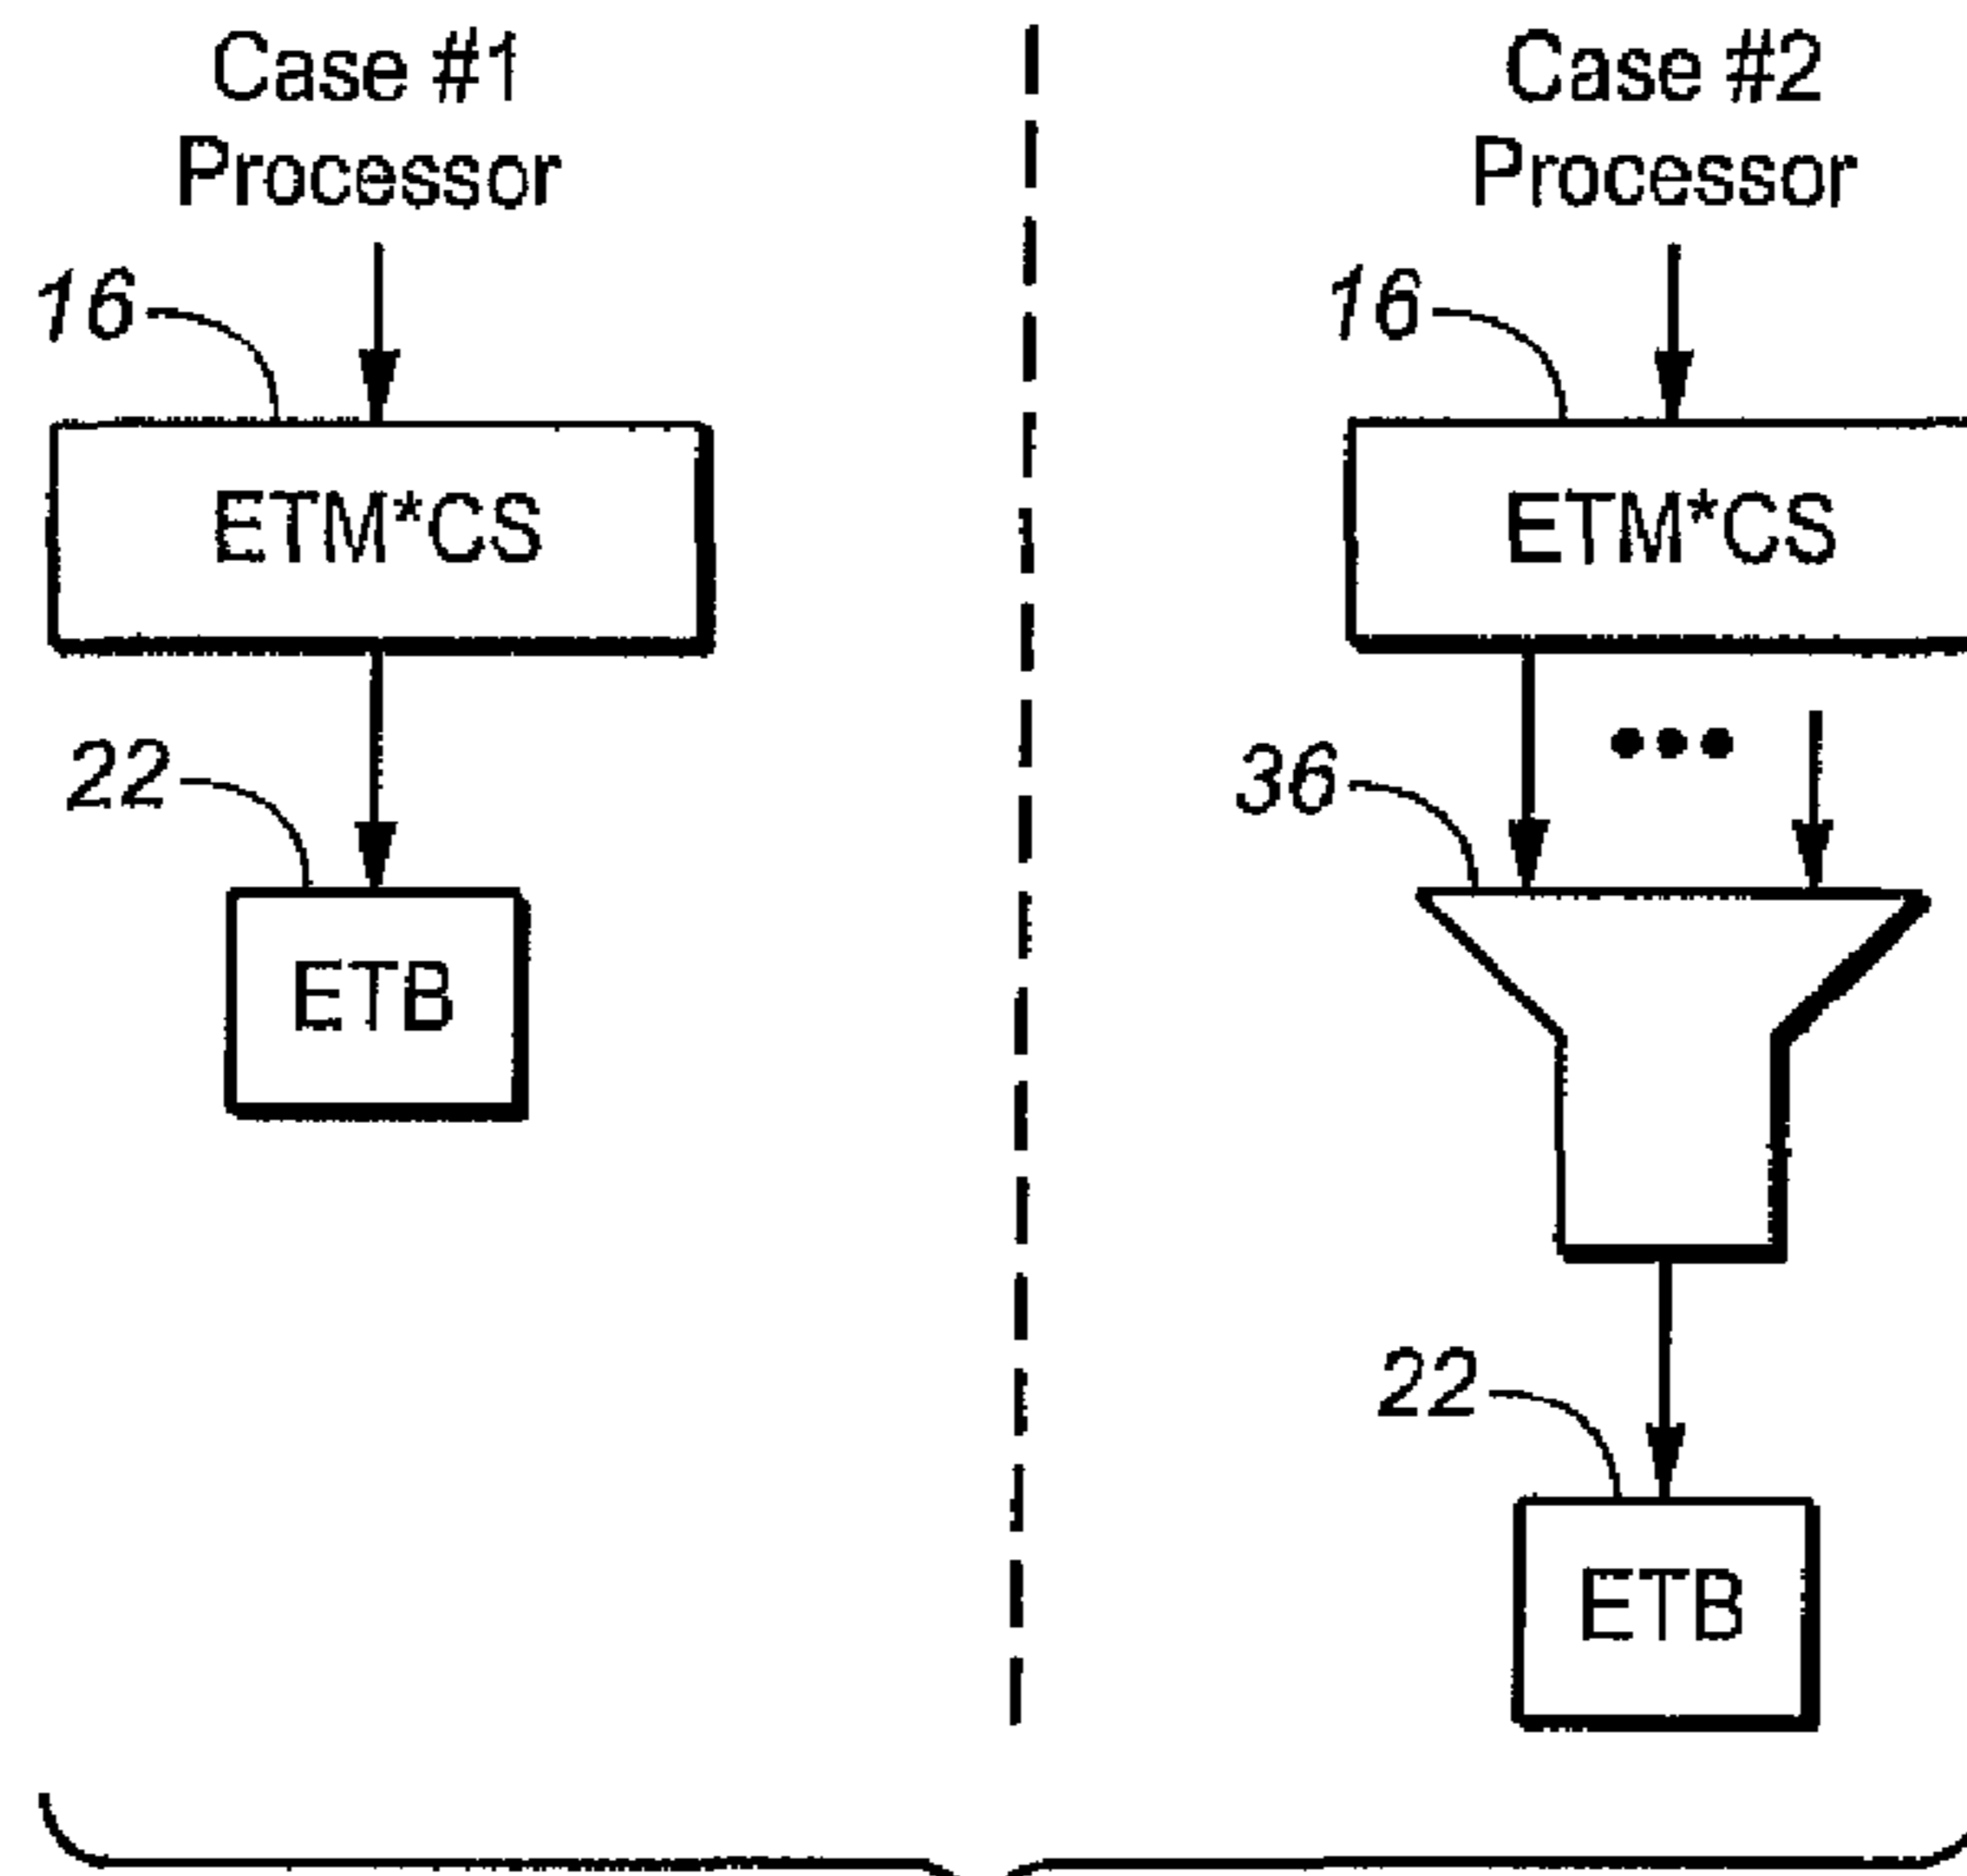 Case #1
Processor
16
ETM*CS
22
ETB
Case #2
Processor
16
ETM*CS
36
22
ETB